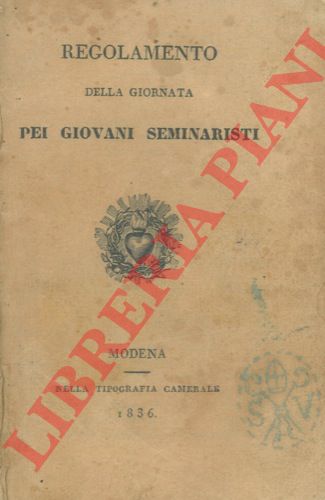 REGOLAMENTO
DELLA GIORNATA
PEI GIOVANI SEMINARISTI
LIBRERIA PIANI
MODENA
NELLA TIPOGRAFIA CAMERALE
1836.